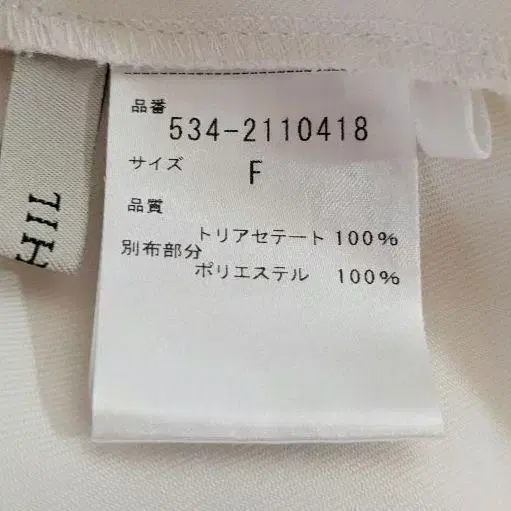 品番
534-2110418
サイズ F
品質
トリアセテート 100%
別布部分
ポリエステル 100%
HIL